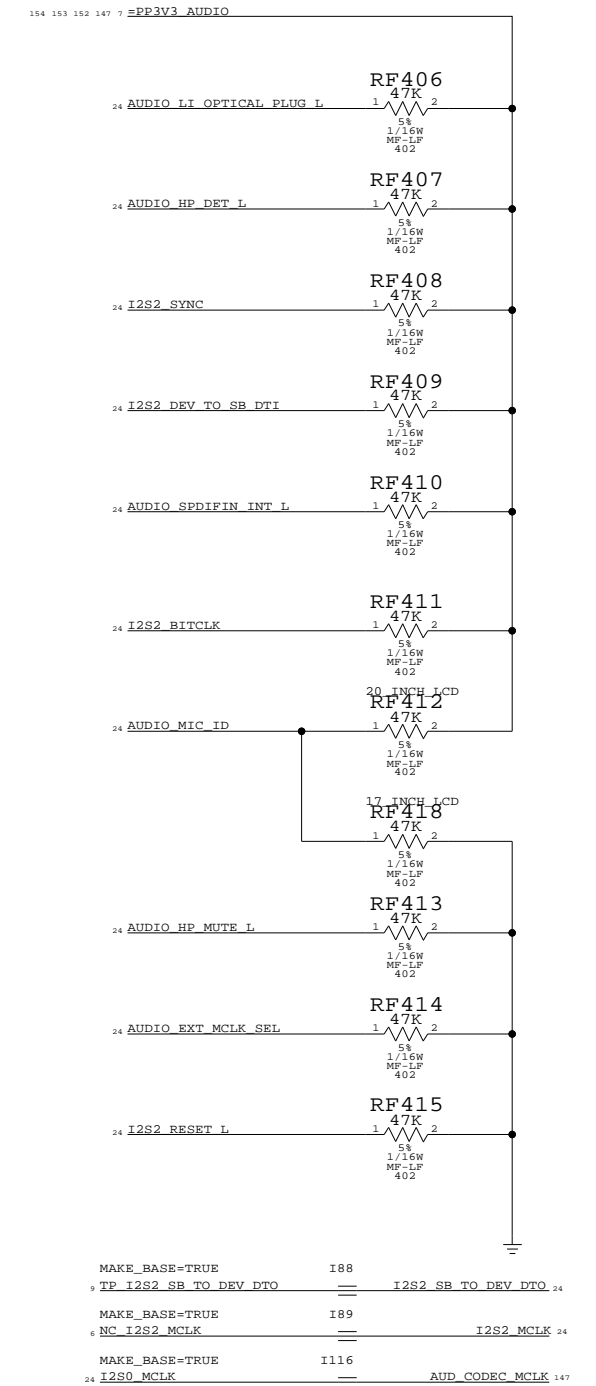 154 153 152 147 7 =PP3V3_AUDIO
RF406
47K
24 AUDIO_LI_OPTICAL_PLUG_L 1 2
5%
1/16W
MF-LF
402
RF407
47K
24 AUDIO_HP_DET_L 1 2
5%
1/16W
MF-LF
402
RF408
47K
24 I2S2_SYNC 1 2
5%
1/16W
MF-LF
402
RF409
47K
24 I2S2_DEV_TO_SB_DTI 1 2
5%
1/16W
MF-LF
402
RF410
47K
24 AUDIO_SPDIFIN_INT_L 1 2
5%
1/16W
MF-LF
402
RF411
47K
24 I2S2_BITCLK 1 2
5%
1/16W
MF-LF
402
20_INCH_LCD
RF412
47K
24 AUDIO_MIC_ID 1 2
5%
1/16W
MF-LF
402
17_INCH_LCD
RF418
47K
1 2
5%
1/16W
MF-LF
402
RF413
47K
24 AUDIO_HP_MUTE_L 1 2
5%
1/16W
MF-LF
402
RF414
47K
24 AUDIO_EXT_MCLK_SEL 1 2
5%
1/16W
MF-LF
402
RF415
47K
24 I2S2_RESET_L 1 2
5%
1/16W
MF-LF
402
MAKE_BASE=TRUE I88
9 TP_I2S2_SB_TO_DEV_DTO I2S2_SB_TO_DEV_DTO 24
MAKE_BASE=TRUE I89
6 NC_I2S2_MCLK I2S2_MCLK 24
MAKE_BASE=TRUE I116
24 I2S0_MCLK AUD_CODEC_MCLK 147